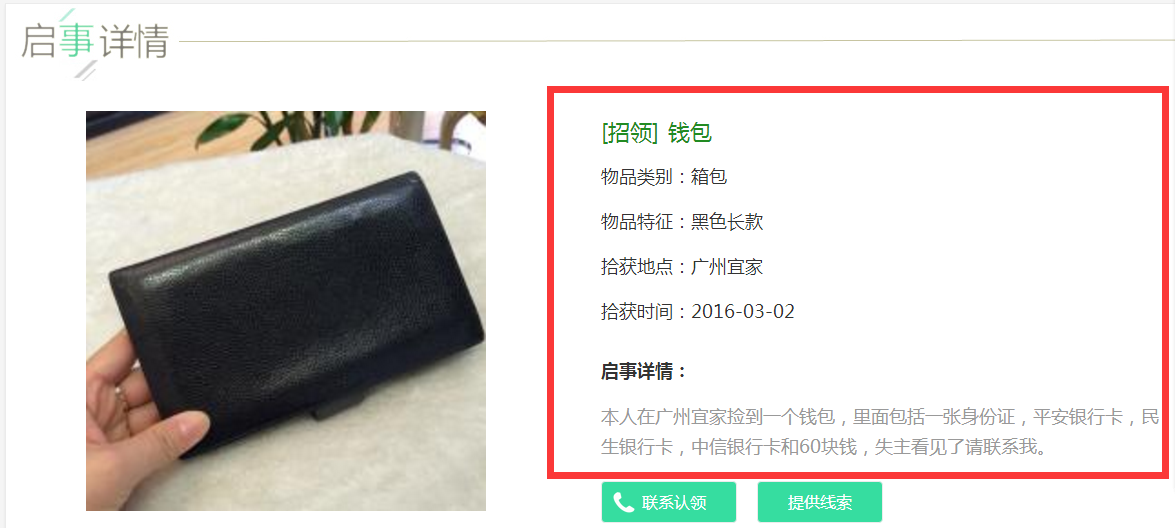 启事详情
[招领] 钱包
物品类别：箱包
物品特征：黑色长款
拾获地点：广州宜家
拾获时间：2016-03-02
启事详情：
本人在广州宜家捡到一个钱包，里面包括一张身份证，平安银行卡，民
生银行卡，中信银行卡和60块钱，失主看见了请联系我。
联系认领
提供线索